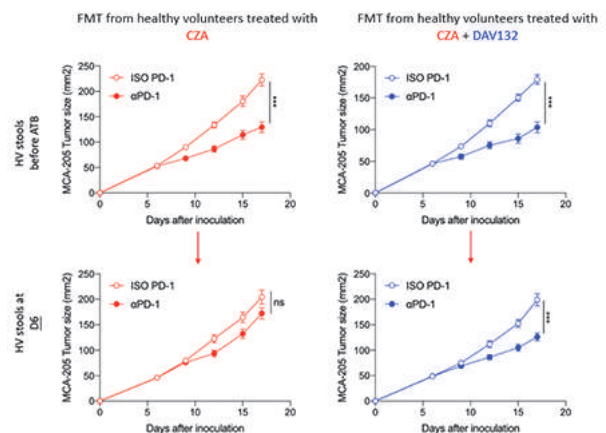 FMT from healthy volunteers treated with
CZA
FMT from healthy volunteers treated with
CZA + DAV132
HV stools
before ATB
MCA-205 Tumor size (mm2)
250
200
150
100
50
0
ISO PD-1
αPD-1
***
0 5 10 15 20
Days after inoculation
MCA-205 Tumor size (mm2)
200
150
100
50
0
ISO PD-1
αPD-1
***
0 5 10 15 20
Days after inoculation
HV stools at
D6
MCA-205 Tumor size (mm2)
250
200
150
100
50
0
ISO PD-1
αPD-1
ns
0 5 10 15 20
Days after inoculation
MCA-205 Tumor size (mm2)
250
200
150
100
50
0
ISO PD-1
αPD-1
***
0 5 10 15 20
Days after inoculation